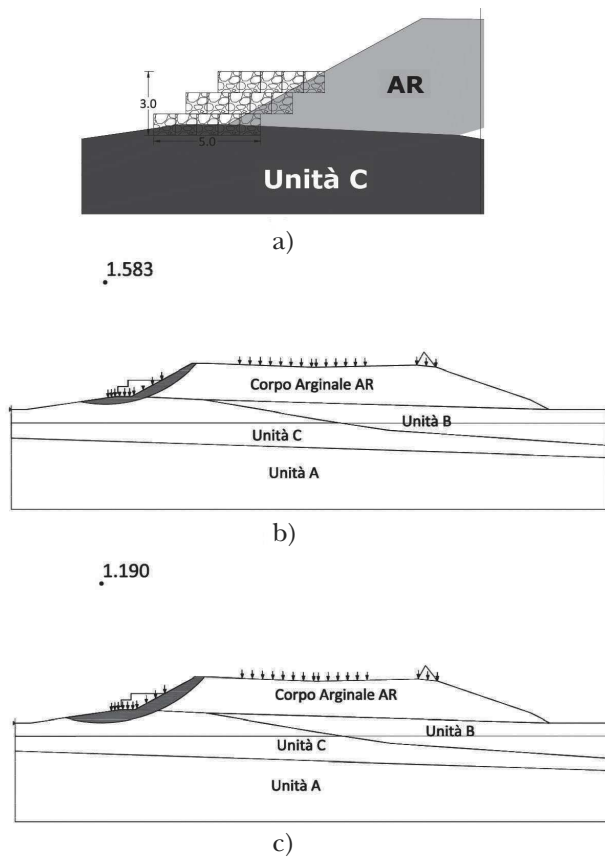 AR
3.0
5.0
Unità C
a)
1.583
Corpo Arginale AR
Unità B
Unità C
Unità A
b)
1.190
Corpo Arginale AR
Unità B
Unità C
Unità A
c)